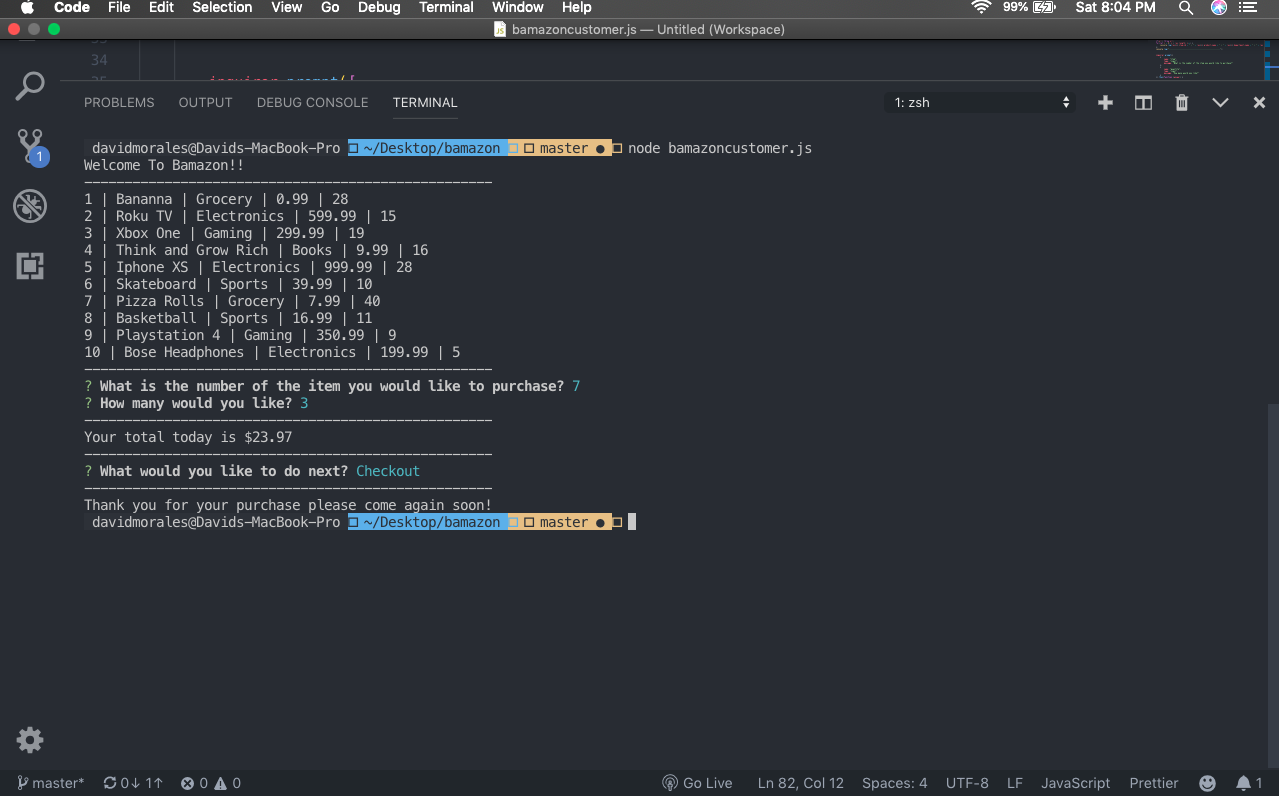 Code File Edit Selection View Go Debug Terminal Window Help 99% Sat 8:04 PM
bamazoncustomer.js — Untitled (Workspace)
34
PROBLEMS OUTPUT DEBUG CONSOLE TERMINAL 1: zsh
davidmorales@Davids-MacBook-Pro ~/Desktop/bamazon master ● node bamazoncustomer.js
Welcome To Bamazon!!
---------------------------------------------------
1 | Bananna | Grocery | 0.99 | 28
2 | Roku TV | Electronics | 599.99 | 15
3 | Xbox One | Gaming | 299.99 | 19
4 | Think and Grow Rich | Books | 9.99 | 16
5 | Iphone XS | Electronics | 999.99 | 28
6 | Skateboard | Sports | 39.99 | 10
7 | Pizza Rolls | Grocery | 7.99 | 40
8 | Basketball | Sports | 16.99 | 11
9 | Playstation 4 | Gaming | 350.99 | 9
10 | Bose Headphones | Electronics | 199.99 | 5
---------------------------------------------------
? What is the number of the item you would like to purchase? 7
? How many would you like? 3
---------------------------------------------------
Your total today is $23.97
---------------------------------------------------
? What would you like to do next? Checkout
---------------------------------------------------
Thank you for your purchase please come again soon!
davidmorales@Davids-MacBook-Pro ~/Desktop/bamazon master ●
1
master* 0↓ 1↑ 0 0 Go Live Ln 82, Col 12 Spaces: 4 UTF-8 LF JavaScript Prettier 1